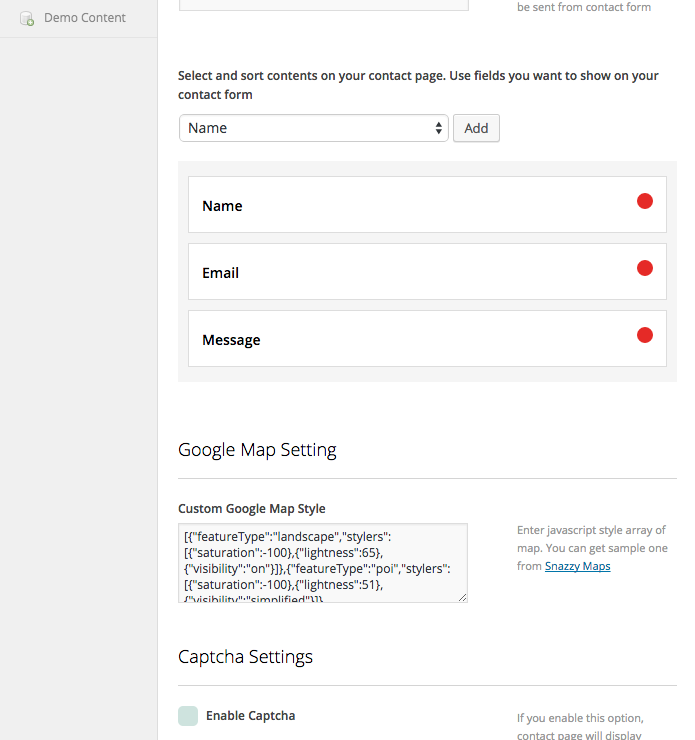 Demo Content
be sent from contact form
Select and sort contents on your contact page. Use fields you want to show on your
contact form
Name
Add
Name
Email
Message
Google Map Setting
Custom Google Map Style
[{"featureType":"landscape","stylers":
[{"saturation":-100},{"lightness":65},
{"visibility":"on"}]},{"featureType":"poi","stylers":
[{"saturation":-100},{"lightness":51},
{"visibility":"simplified"}]}
Enter javascript style array of
map. You can get sample one
from Snazzy Maps
Captcha Settings
Enable Captcha
If you enable this option,
contact page will display